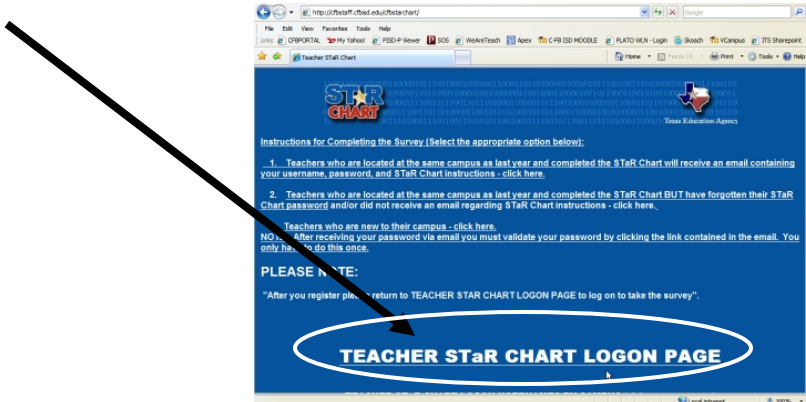 http://cfbstaff.cfbisd.edu/cfbstarchart/
Google
File Edit View Favorites Tools Help
Links CFBPORTAL My Yahoo! PISD-P Viewer SOS WeAreTeach Apex C-FB ISD MOODLE PLATO WLN - Login Skoach VCampus ITS Sharepoint
Teacher STaR Chart
Home Feeds (J) Print Tools Help
STaR
CHART
Texas Education Agency
Instructions for Completing the Survey (Select the appropriate option below):
1. Teachers who are located at the same campus as last year and completed the STaR Chart will receive an email containing
your username, password, and STaR Chart instructions - click here.
2. Teachers who are located at the same campus as last year and completed the STaR Chart BUT have forgotten their STaR
Chart password and/or did not receive an email regarding STaR Chart instructions - click here.
Teachers who are new to their campus - click here.
After receiving your password via email you must validate your password by clicking the link contained in the email. You
only have to do this once.
PLEASE NOTE:
"After you register please return to TEACHER STAR CHART LOGON PAGE to log on to take the survey".
TEACHER STaR CHART LOGON PAGE
Local intranet 100%